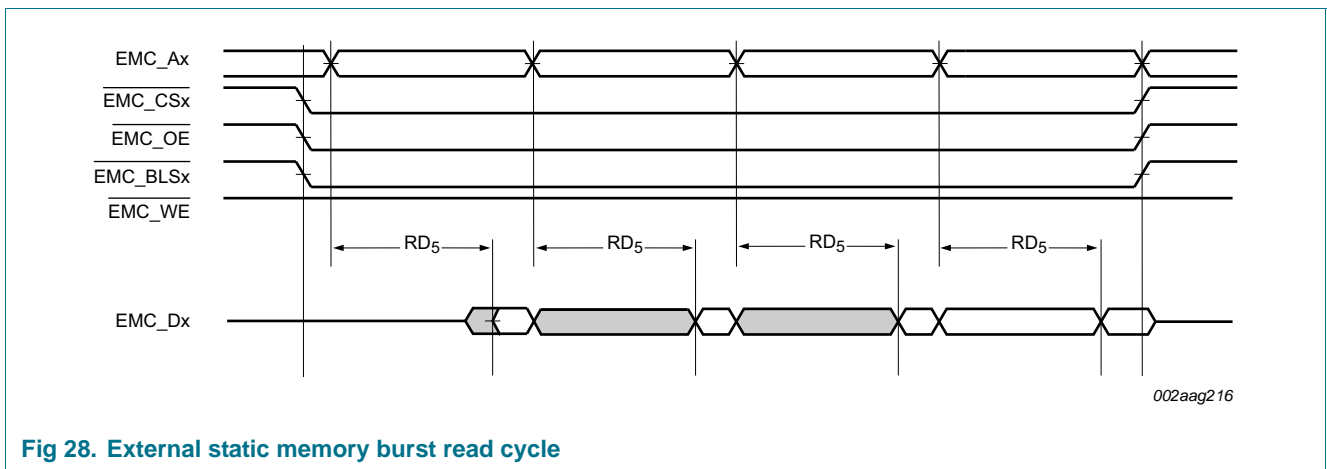 EMC_Ax
EMC_CSx
EMC_OE
EMC_BLSx
EMC_WE
RD5 RD5 RD5 RD5
EMC_Dx
002aag216
Fig 28. External static memory burst read cycle